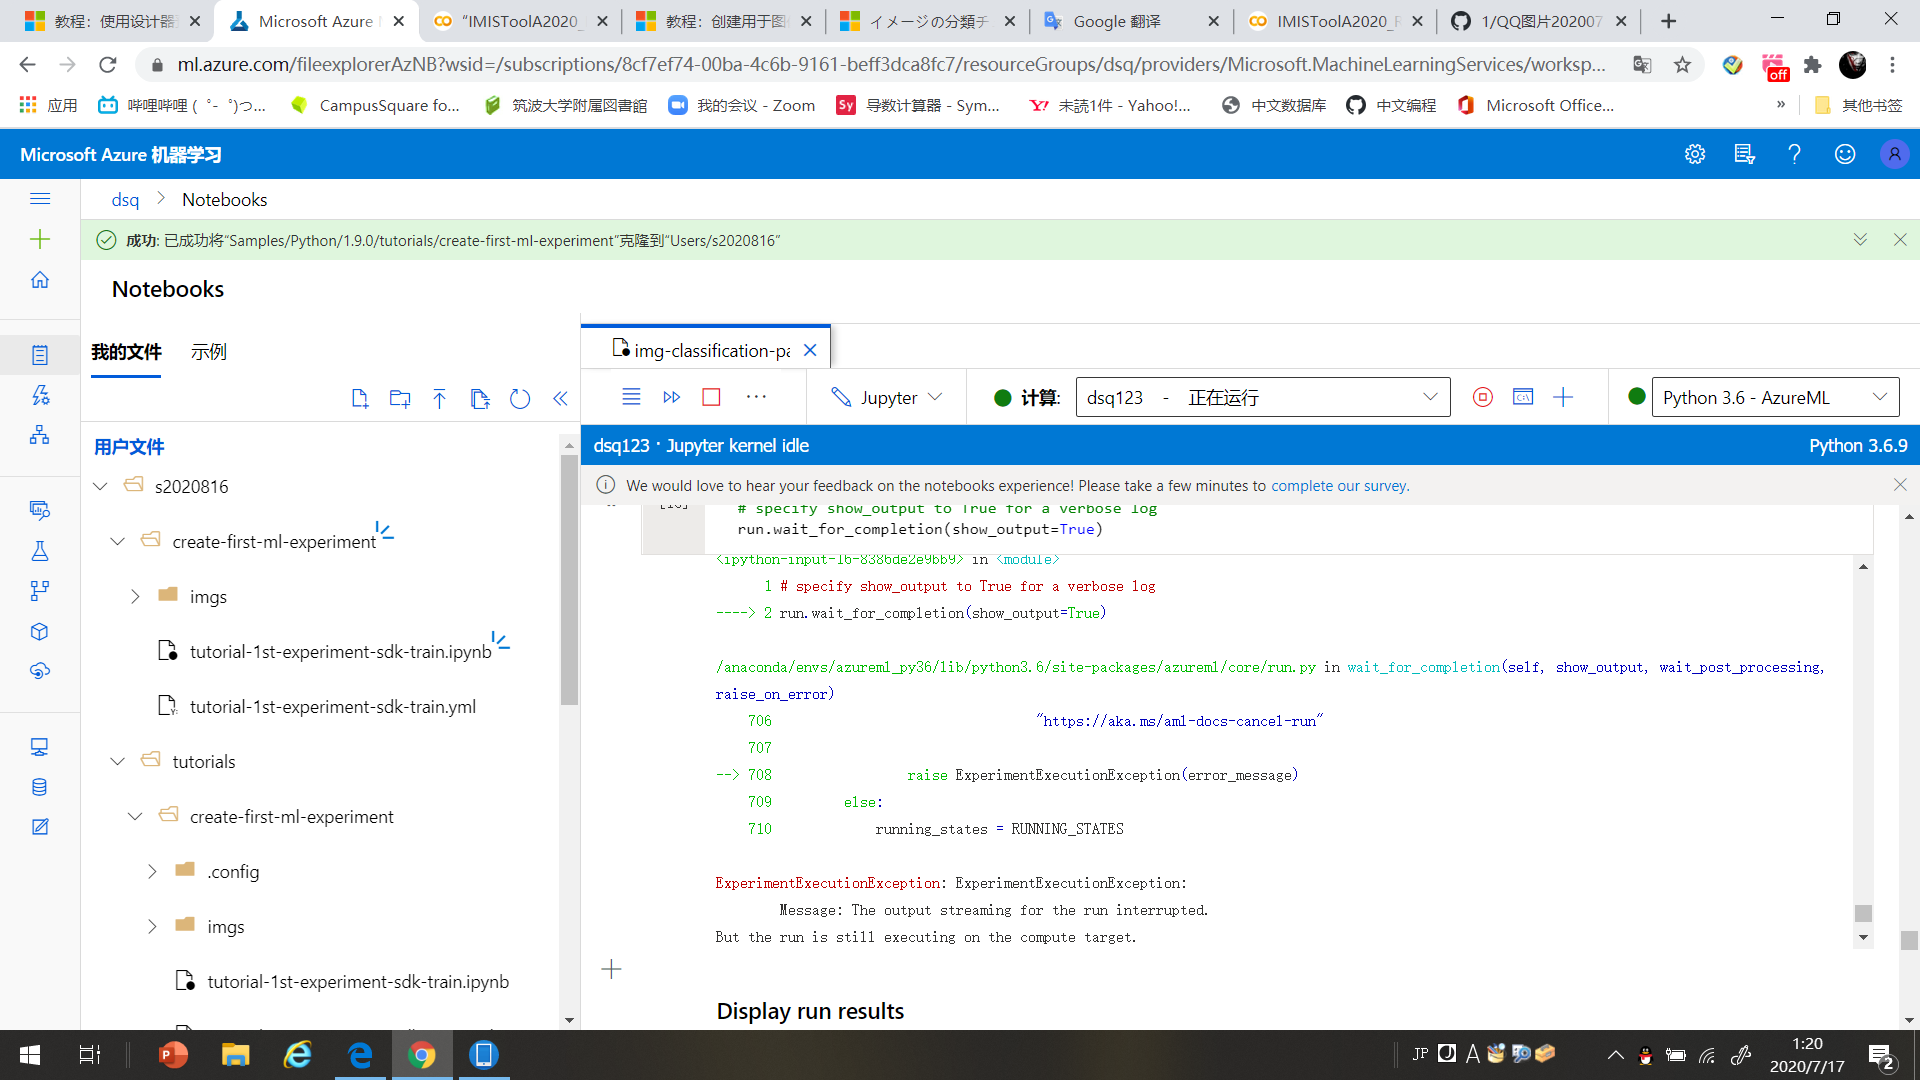 教程：使用设计器
Microsoft Azure
"IMISToolA2020_
教程：创建用于图
イメージの分類チ
Google 翻译
IMISToolA2020_
1/QQ图片202007
ml.azure.com/fileexplorerAzNB?wsid=/subscriptions/8cf7ef74-00ba-4c6b-9161-beff3dca8fc7/resourceGroups/dsq/providers/Microsoft.MachineLearningServices/worksp...
off
应用
哔哩哔哩 ( ゜- ゜)つ...
CampusSquare fo...
筑波大学附属図書館
我的会议 - Zoom
Sy
导数计算器 - Sym...
Y!
未読1件 - Yahoo!...
中文数据库
中文编程
Microsoft Office...
»
其他书签
Microsoft Azure 机器学习
dsq > Notebooks
成功: 已成功将"Samples/Python/1.9.0/tutorials/create-first-ml-experiment"克隆到"Users/s2020816"
Notebooks
我的文件
示例
img-classification-pa
Jupyter
计算:
dsq123 - 正在运行
Python 3.6 - AzureML
用户文件
dsq123 · Jupyter kernel idle
Python 3.6.9
We would love to hear your feedback on the notebooks experience! Please take a few minutes to complete our survey.
s2020816
create-first-ml-experiment
imgs
tutorial-1st-experiment-sdk-train.ipynb
tutorial-1st-experiment-sdk-train.yml
tutorials
create-first-ml-experiment
.config
imgs
tutorial-1st-experiment-sdk-train.ipynb
# specify show_output to True for a verbose log
run.wait_for_completion(show_output=True)
<ipython-input-16-8386de2e9bb9> in <module>
1 # specify show_output to True for a verbose log
----> 2 run.wait_for_completion(show_output=True)
/anaconda/envs/azureml_py36/lib/python3.6/site-packages/azureml/core/run.py in wait_for_completion(self, show_output, wait_post_processing,
raise_on_error)
706 "https://aka.ms/aml-docs-cancel-run"
707
--> 708 raise ExperimentExecutionException(error_message)
709 else:
710 running_states = RUNNING_STATES
ExperimentExecutionException: ExperimentExecutionException:
Message: The output streaming for the run interrupted.
But the run is still executing on the compute target.
Display run results
JP
A
1:20
2020/7/17
2